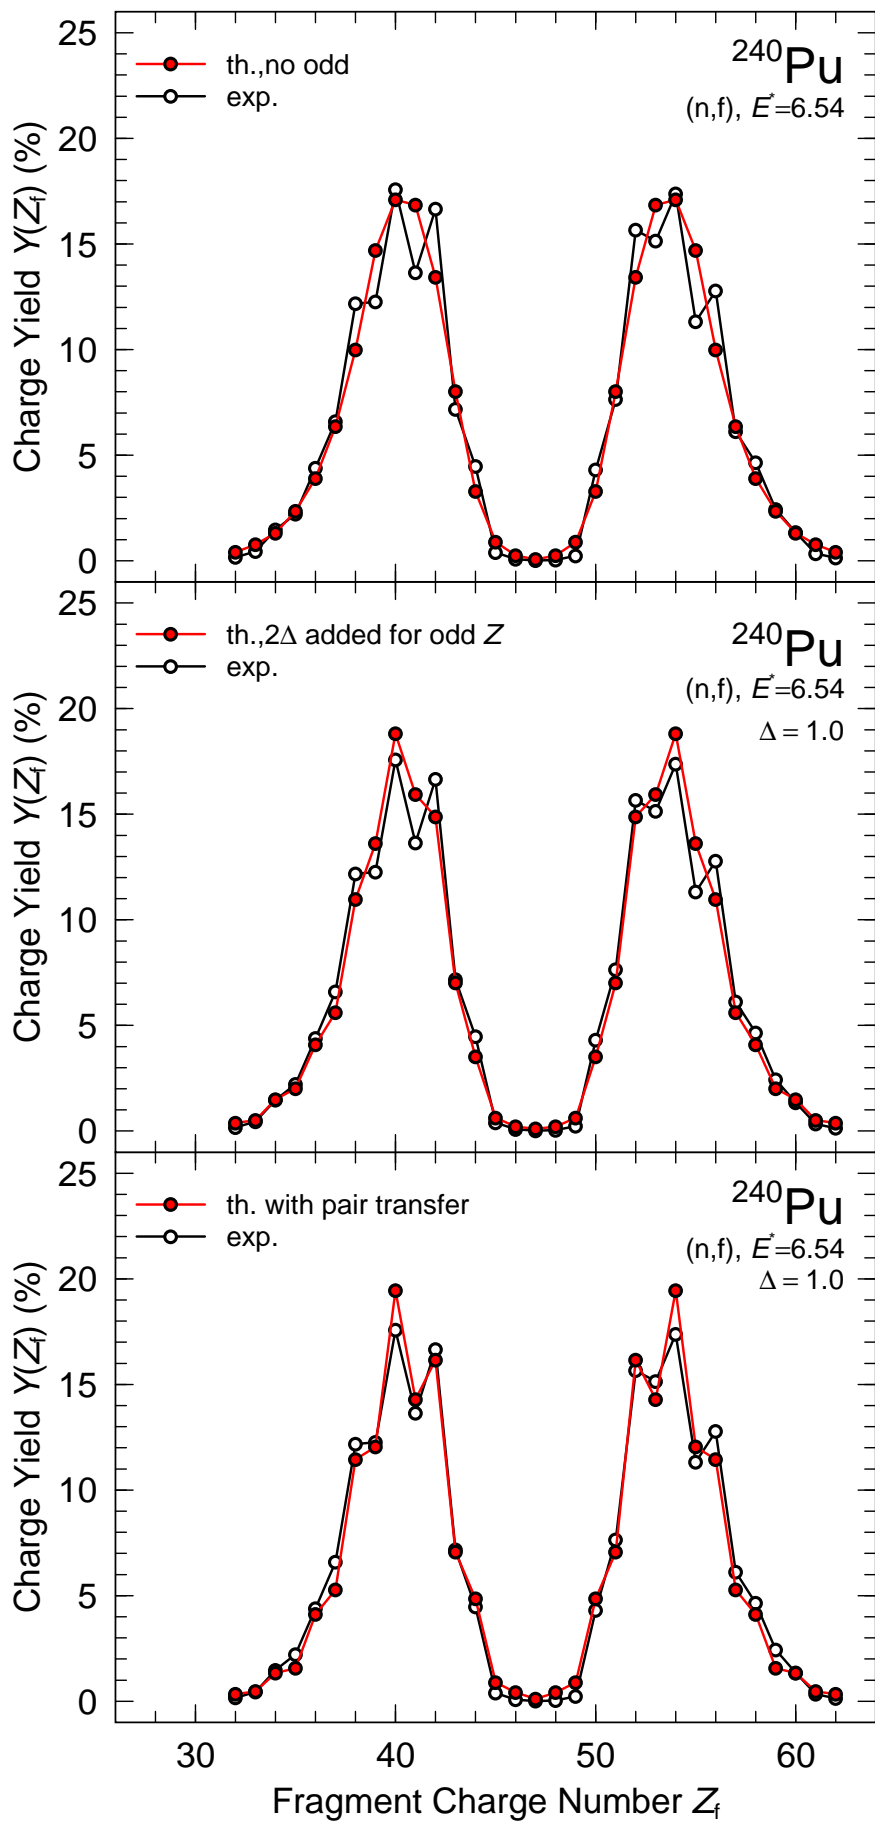 25
20
15
10
5
0
Charge Yield Y(Zf) (%)
th.,no odd
exp.
240Pu
(n,f), E*=6.54
25
20
15
10
5
0
Charge Yield Y(Zf) (%)
th.,2Δ added for odd Z
exp.
240Pu
(n,f), E*=6.54
Δ = 1.0
25
20
15
10
5
0
Charge Yield Y(Zf) (%)
th. with pair transfer
exp.
240Pu
(n,f), E*=6.54
Δ = 1.0
30 40 50 60
Fragment Charge Number Zf